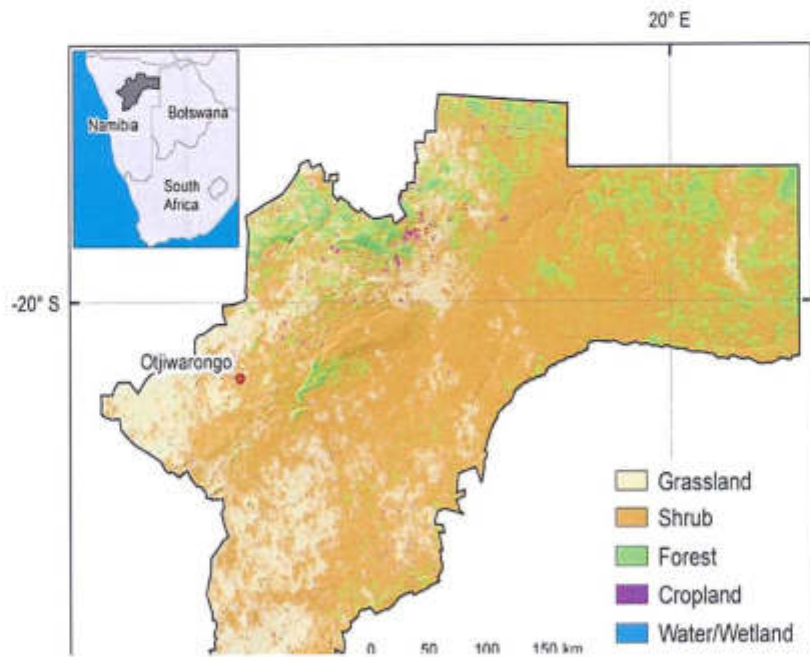 20° E
Namibia
Botswana
South
Africa
-20° S
Otjiwarongo
Grassland
Shrub
Forest
Cropland
Water/Wetland
0 50 100 150 km